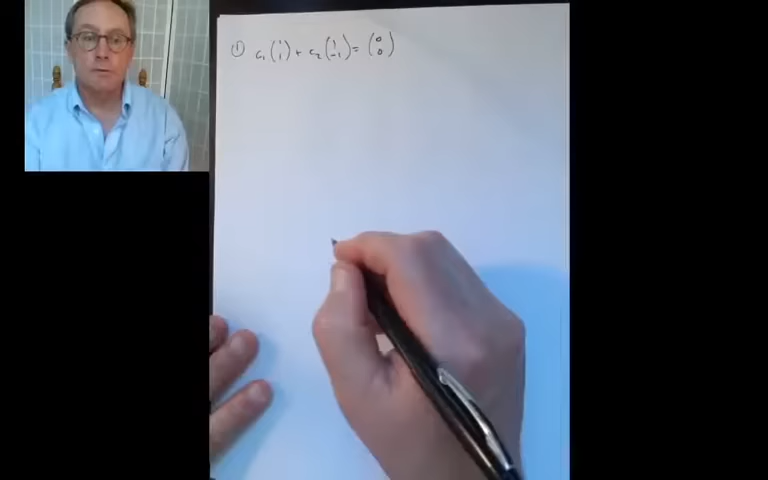 ① c₁(1 1) + c₂(1 -1) = (0 0)